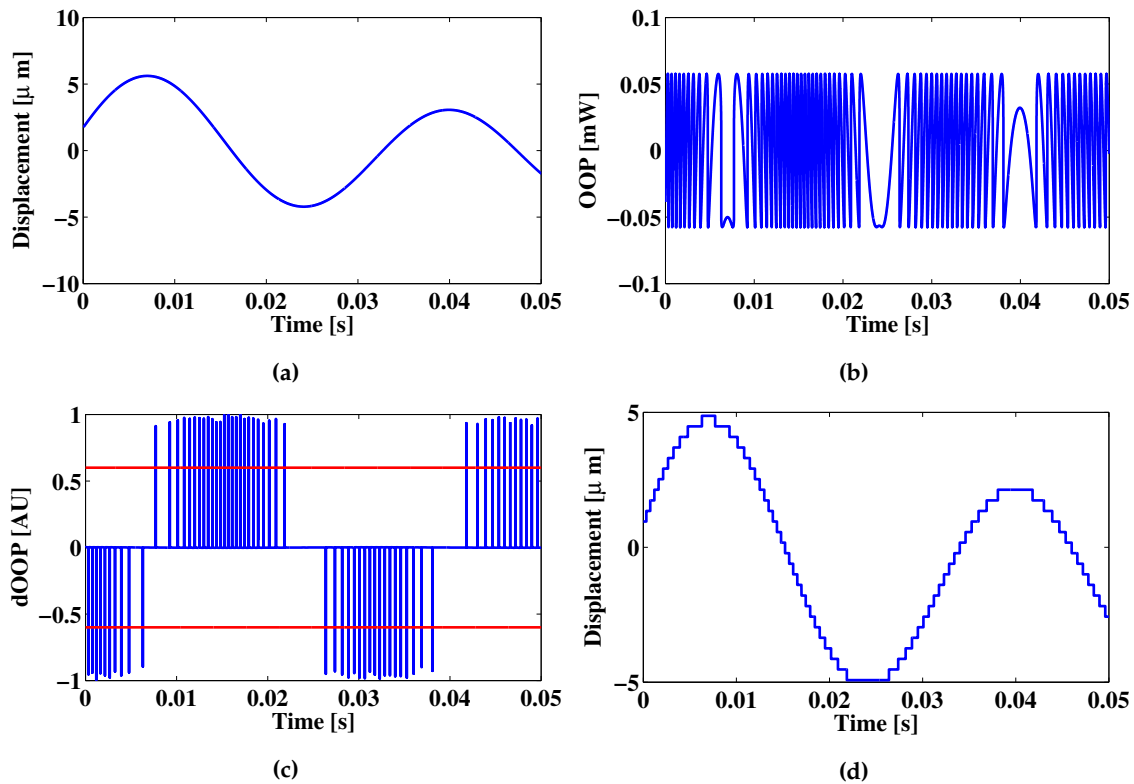 10
5
0
−5
−10
Displacement [μ m]
0 0.01 0.02 0.03 0.04 0.05
Time [s]
(a)
0.1
0.05
0
−0.05
−0.1
OOP [mW]
0 0.01 0.02 0.03 0.04 0.05
Time [s]
(b)
1
0.5
0
−0.5
−1
dOOP [AU]
0 0.01 0.02 0.03 0.04 0.05
Time [s]
(c)
5
0
−5
Displacement [μ m]
0 0.01 0.02 0.03 0.04 0.05
Time [s]
(d)